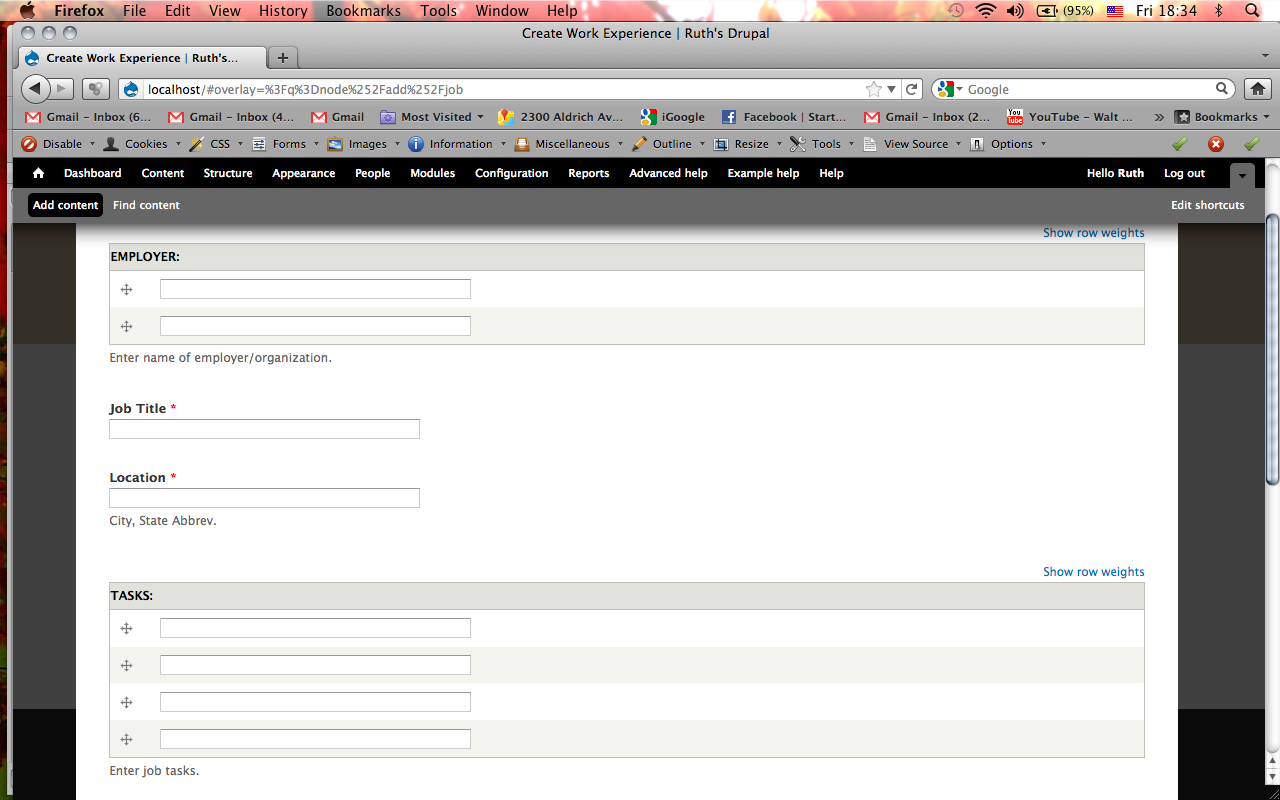 Firefox File Edit View History Bookmarks Tools Window Help (95%) Fri 18:34
Create Work Experience | Ruth's Drupal
Create Work Experience | Ruth's...
localhost/#overlay=%3Fq%3Dnode%252Fadd%252Fjob Google
Gmail - Inbox (6... Gmail - Inbox (4... Gmail Most Visited 2300 Aldrich Av... iGoogle Facebook | Start... Gmail - Inbox (2... You Tube YouTube - Walt ... » Bookmarks
Disable Cookies CSS Forms Images Information Miscellaneous Outline Resize Tools View Source Options
Dashboard Content Structure Appearance People Modules Configuration Reports Advanced help Example help Help Hello Ruth Log out
Add content Find content Edit shortcuts
Show row weights
EMPLOYER:
Enter name of employer/organization.
Job Title *
Location *
City, State Abbrev.
Show row weights
TASKS:
Enter job tasks.